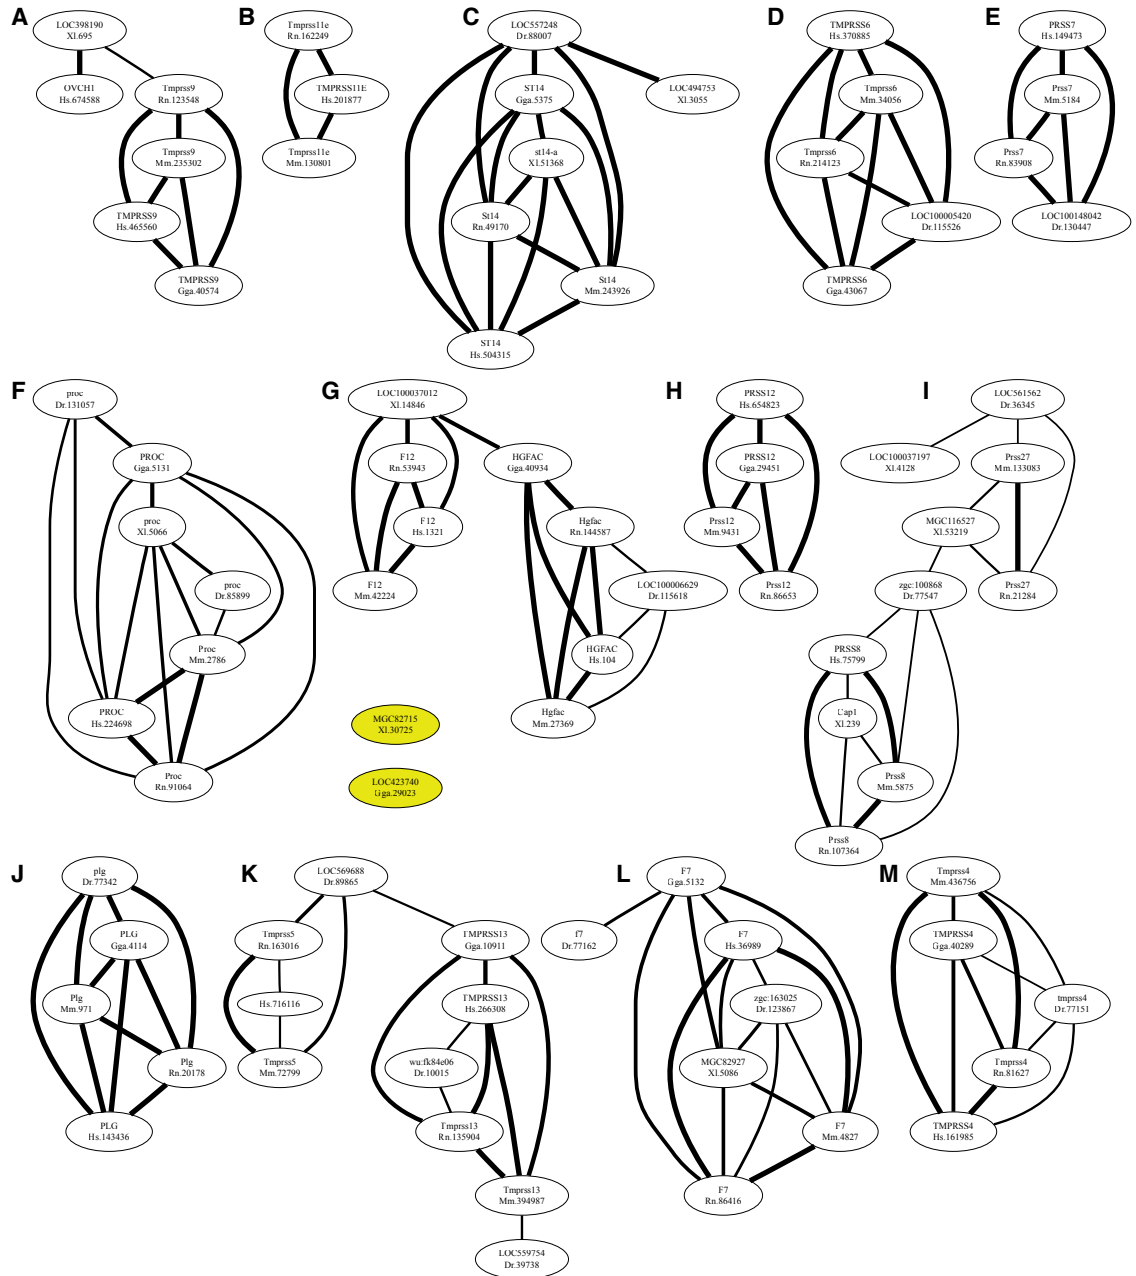 A
LOC398190
Xl.695
OVCH1
Hs.674588
Tmprss9
Rn.123548
Tmprss9
Mm.235302
TMPRSS9
Hs.465560
TMPRSS9
Gga.40574
B
Tmprss11e
Rn.162249
TMPRSS11E
Hs.201877
Tmprss11e
Mm.130801
C
LOC557248
Dr.88007
ST14
Gga.5375
LOC494753
Xl.3055
st14-a
Xl.51368
St14
Rn.49170
St14
Mm.243926
ST14
Hs.504315
D
TMPRSS6
Hs.370885
Tmprss6
Mm.34056
Tmprss6
Rn.214123
LOC100005420
Dr.115526
TMPRSS6
Gga.43067
E
PRSS7
Hs.149473
Prss7
Mm.5184
Prss7
Rn.83908
LOC100148042
Dr.130447
F
proc
Dr.131057
PROC
Gga.5131
proc
Xl.5066
proc
Dr.85899
Proc
Mm.2786
PROC
Hs.224698
Proc
Rn.91064
G
LOC100037012
Xl.14846
F12
Rn.53943
HGFAC
Gga.40934
F12
Hs.1321
Hgfac
Rn.144587
F12
Mm.42224
LOC100006629
Dr.115618
HGFAC
Hs.104
Hgfac
Mm.27369
MGC82715
Xl.30725
LOC423740
Gga.29023
H
PRSS12
Hs.654823
PRSS12
Gga.29451
Prss12
Mm.9431
Prss12
Rn.86653
I
LOC561562
Dr.36345
LOC100037197
Xl.4128
Prss27
Mm.133083
MGC116527
Xl.53219
zgc:100868
Dr.77547
Prss27
Rn.21284
PRSS8
Hs.75799
Cap1
Xl.239
Prss8
Mm.5875
Prss8
Rn.107364
J
plg
Dr.77342
PLG
Gga.4114
Plg
Mm.971
Plg
Rn.20178
PLG
Hs.143436
K
LOC569688
Dr.89865
Tmprss5
Rn.163016
TMPRSS13
Gga.10911
Hs.716116
TMPRSS13
Hs.266308
Tmprss5
Mm.72799
wu:fk84e06
Dr.10015
Tmprss13
Rn.135904
Tmprss13
Mm.394987
LOC559754
Dr.39738
L
F7
Gga.5132
f7
Dr.77162
F7
Hs.36989
zgc:163025
Dr.123867
MGC82927
Xl.5086
F7
Mm.4827
F7
Rn.86416
M
Tmprss4
Mm.436756
TMPRSS4
Gga.40289
tmprss4
Dr.77151
Tmprss4
Rn.81627
TMPRSS4
Hs.161985